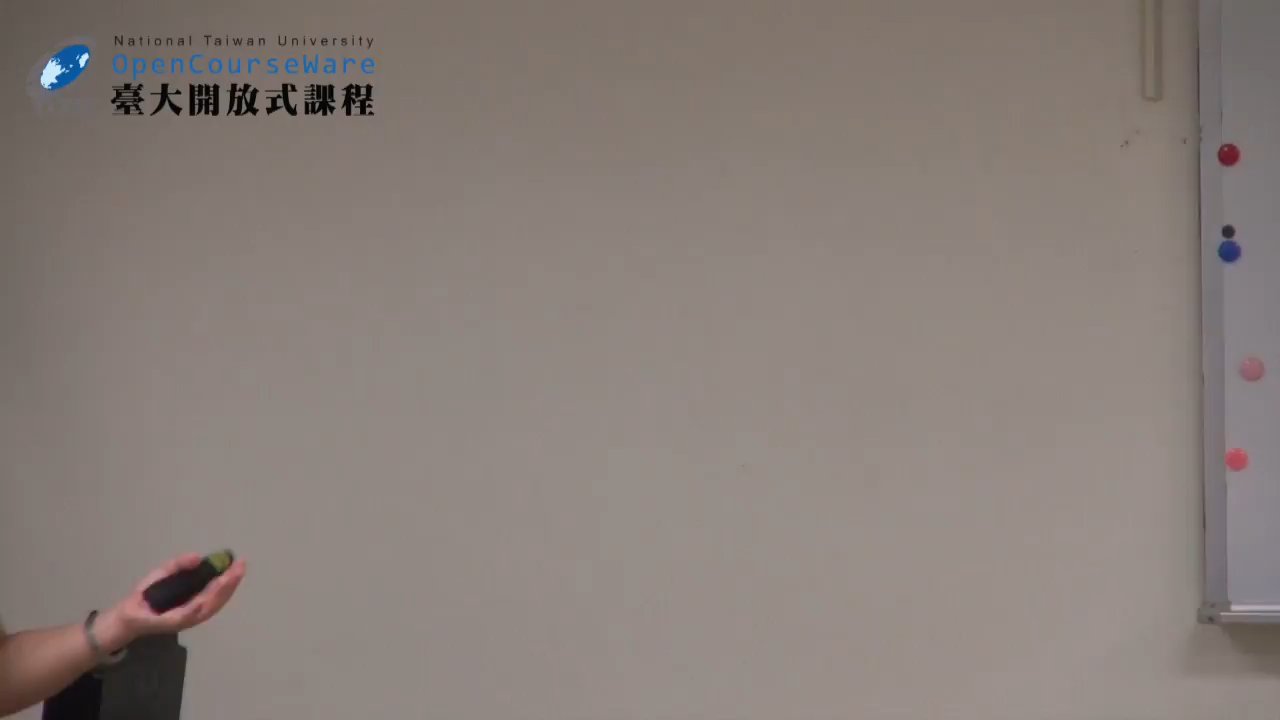 National Taiwan University
OpenCourseWare
臺大開放式課程